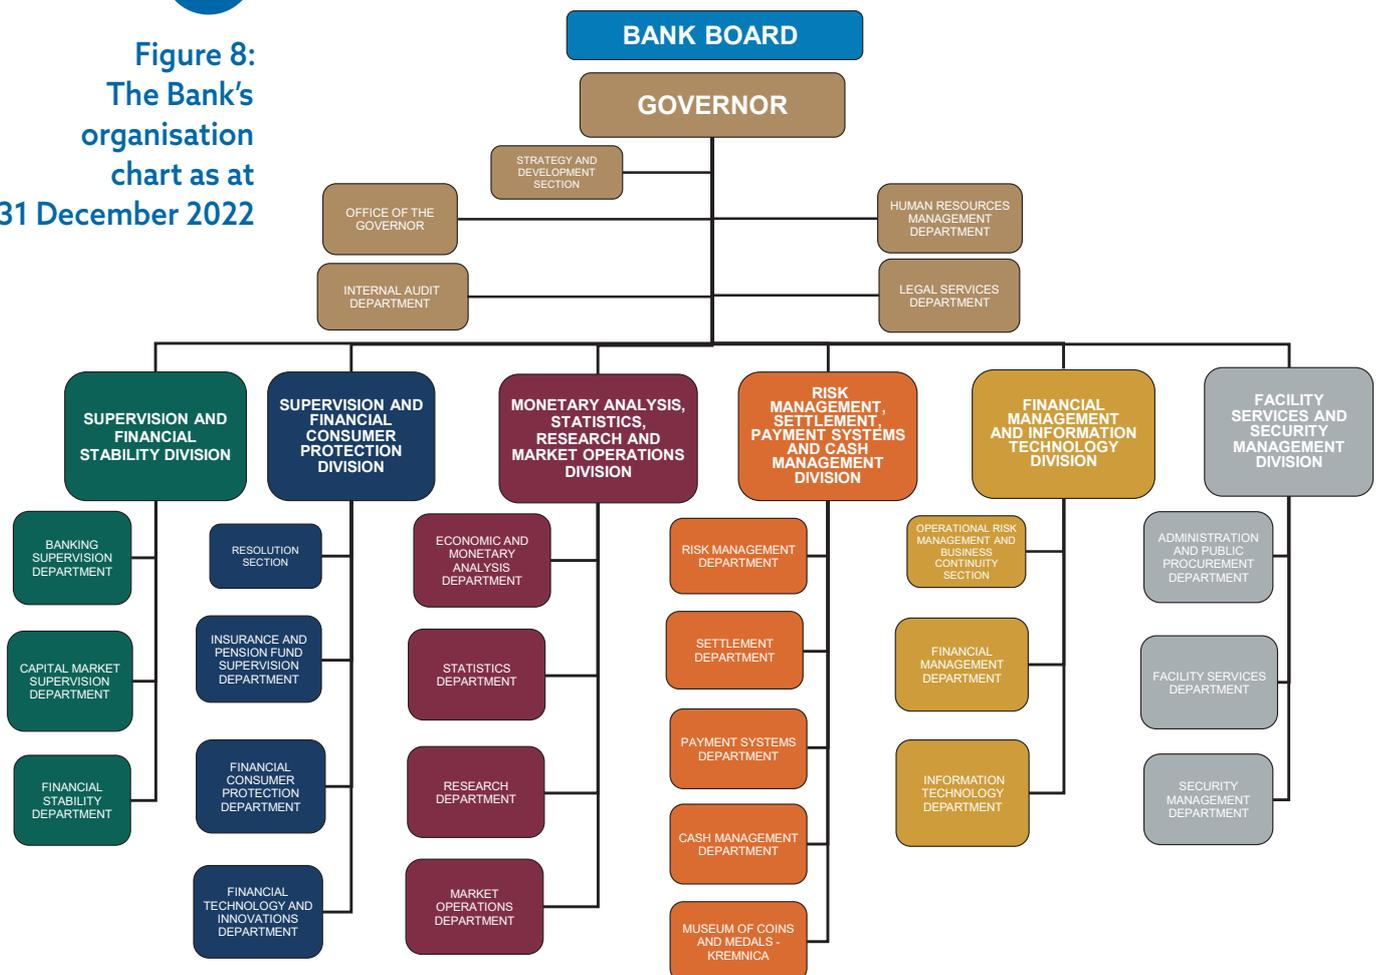 Figure 8:
The Bank's
organisation
chart as at
31 December 2022
BANK BOARD
GOVERNOR
STRATEGY AND
DEVELOPMENT
SECTION
OFFICE OF THE
GOVERNOR
HUMAN RESOURCES
MANAGEMENT
DEPARTMENT
INTERNAL AUDIT
DEPARTMENT
LEGAL SERVICES
DEPARTMENT
SUPERVISION AND
FINANCIAL
STABILITY DIVISION
BANKING
SUPERVISION
DEPARTMENT
CAPITAL MARKET
SUPERVISION
DEPARTMENT
FINANCIAL
STABILITY
DEPARTMENT
SUPERVISION AND
FINANCIAL
CONSUMER
PROTECTION
DIVISION
RESOLUTION
SECTION
INSURANCE AND
PENSION FUND
SUPERVISION
DEPARTMENT
FINANCIAL
CONSUMER
PROTECTION
DEPARTMENT
FINANCIAL
TECHNOLOGY AND
INNOVATIONS
DEPARTMENT
MONETARY ANALYSIS,
STATISTICS,
RESEARCH AND
MARKET OPERATIONS
DIVISION
ECONOMIC AND
MONETARY
ANALYSIS
DEPARTMENT
STATISTICS
DEPARTMENT
RESEARCH
DEPARTMENT
MARKET
OPERATIONS
DEPARTMENT
RISK
MANAGEMENT,
SETTLEMENT,
PAYMENT SYSTEMS
AND CASH
MANAGEMENT
DIVISION
RISK MANAGEMENT
DEPARTMENT
SETTLEMENT
DEPARTMENT
PAYMENT SYSTEMS
DEPARTMENT
CASH MANAGEMENT
DEPARTMENT
MUSEUM OF COINS
AND MEDALS -
KREMNICA
FINANCIAL
MANAGEMENT
AND INFORMATION
TECHNOLOGY
DIVISION
OPERATIONAL RISK
MANAGEMENT AND
BUSINESS
CONTINUITY
SECTION
FINANCIAL
MANAGEMENT
DEPARTMENT
INFORMATION
TECHNOLOGY
DEPARTMENT
FACILITY
SERVICES AND
SECURITY
MANAGEMENT
DIVISION
ADMINISTRATION
AND PUBLIC
PROCUREMENT
DEPARTMENT
FACILITY SERVICES
DEPARTMENT
SECURITY
MANAGEMENT
DEPARTMENT